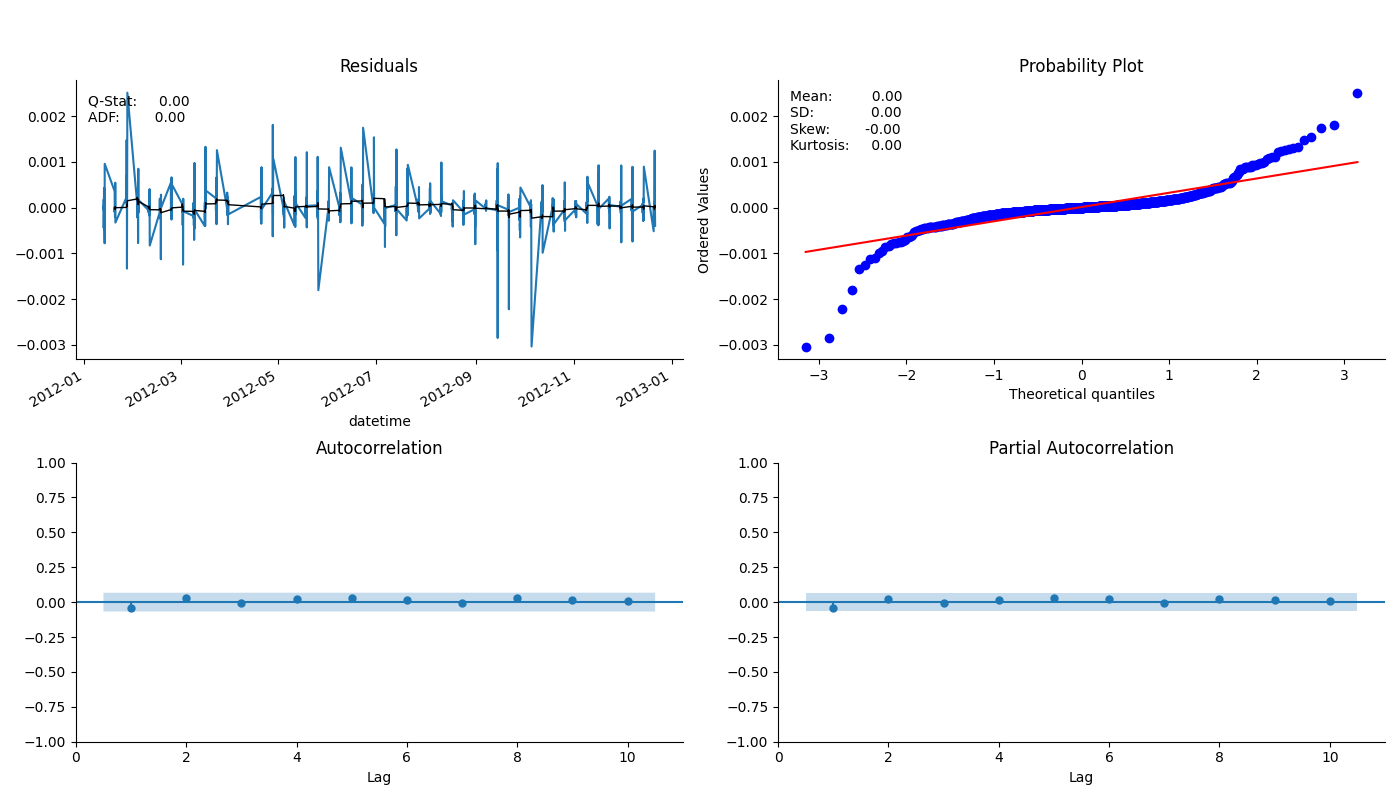 Residuals
Q-Stat: 0.00
ADF: 0.00
0.002
0.001
0.000
−0.001
−0.002
−0.003
2012-01
2012-03
2012-05
2012-07
2012-09
2012-11
2013-01
datetime
Probability Plot
Mean: 0.00
SD: 0.00
Skew: -0.00
Kurtosis: 0.00
Ordered Values
0.002
0.001
0.000
−0.001
−0.002
−0.003
−3 −2 −1 0 1 2 3
Theoretical quantiles
Autocorrelation
1.00
0.75
0.50
0.25
0.00
−0.25
−0.50
−0.75
−1.00
0 2 4 6 8 10
Lag
Partial Autocorrelation
1.00
0.75
0.50
0.25
0.00
−0.25
−0.50
−0.75
−1.00
0 2 4 6 8 10
Lag